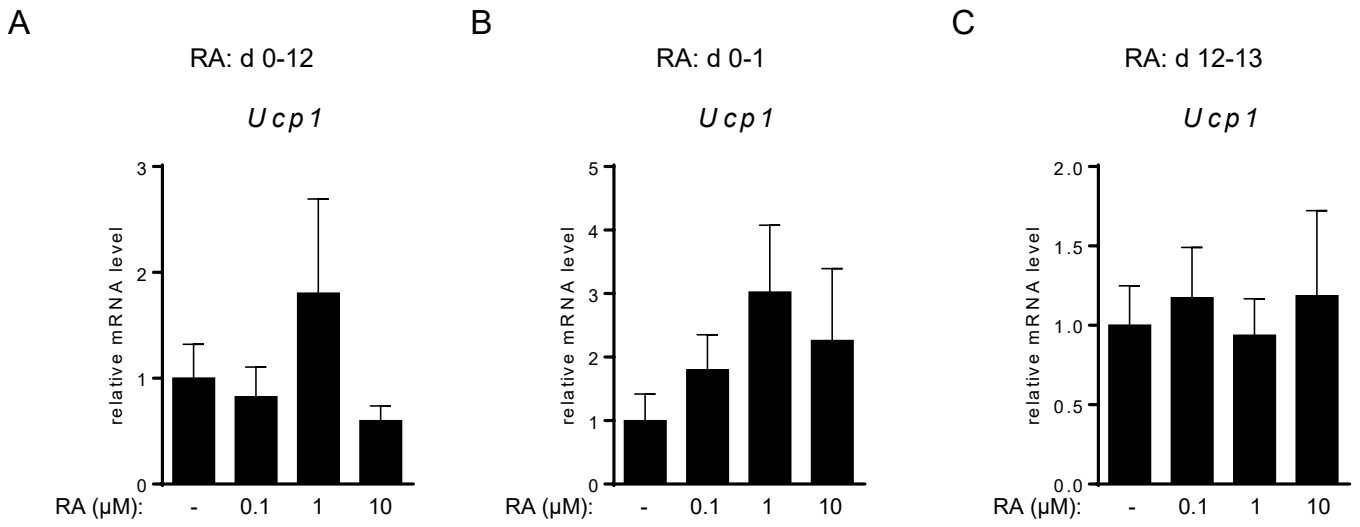 A
RA: d 0-12
Ucp1
relative mRNA level
3
2
1
0
RA (µM): - 0.1 1 10
B
RA: d 0-1
Ucp1
relative mRNA level
5
4
3
2
1
0
RA (µM): - 0.1 1 10
C
RA: d 12-13
Ucp1
relative mRNA level
2.0
1.5
1.0
0.5
0.0
RA (µM): - 0.1 1 10